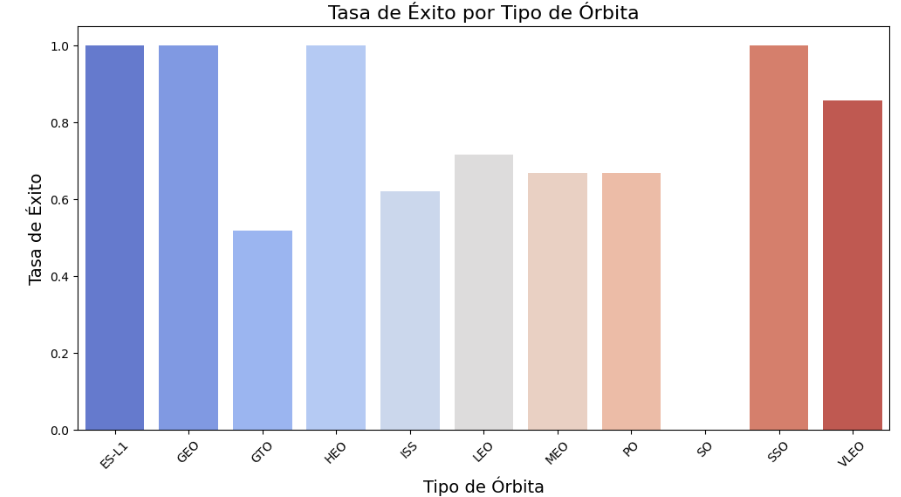 Tasa de Éxito por Tipo de Órbita
Tasa de Éxito
1.0
0.8
0.6
0.4
0.2
0.0
ES-L1
GEO
GTO
HEO
ISS
LEO
MEO
PO
SO
SSO
VLEO
Tipo de Órbita